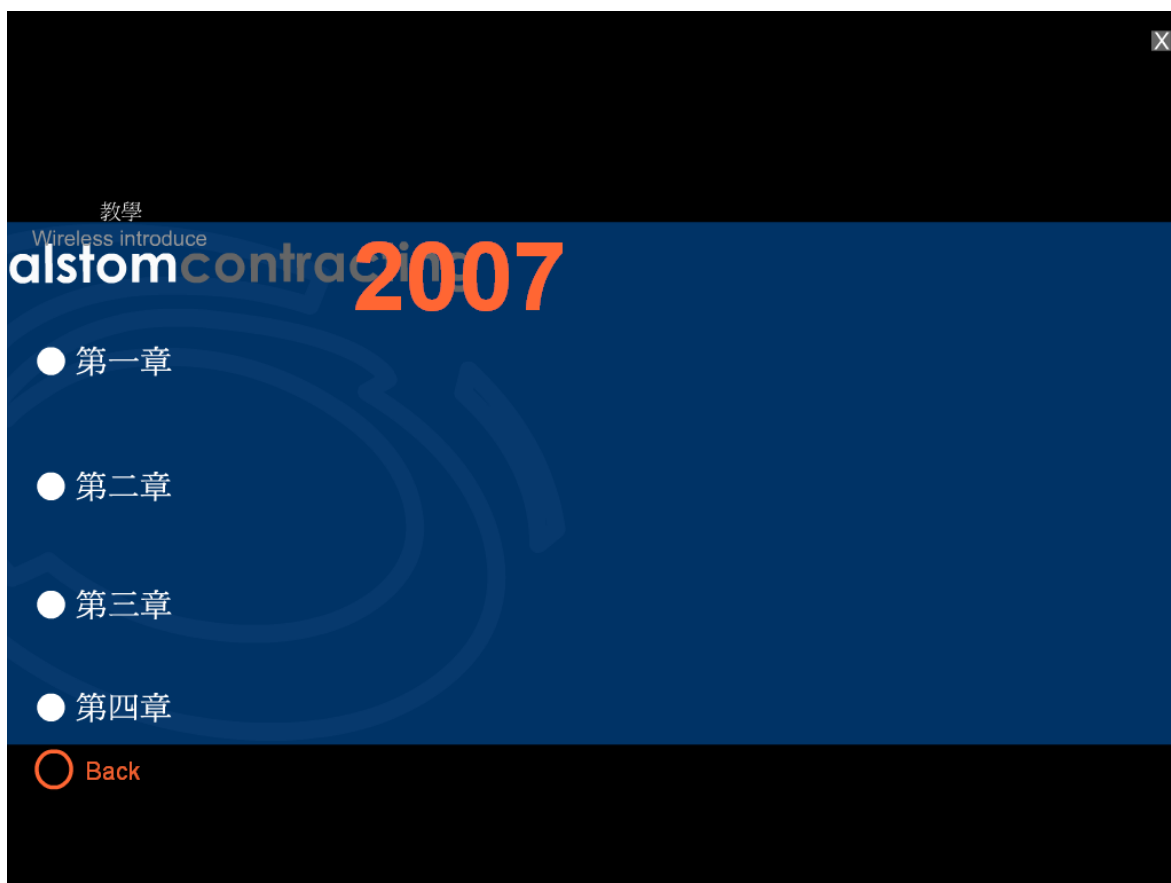 X
教學
Wireless introduce
alstomcontracting
2007
第一章
第二章
第三章
第四章
Back